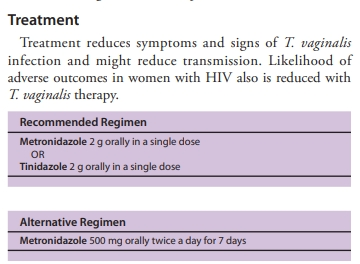 Treatment
Treatment reduces symptoms and signs of T. vaginalis
infection and might reduce transmission. Likelihood of
adverse outcomes in women with HIV also is reduced with
T. vaginalis therapy.
Recommended Regimen
Metronidazole 2 g orally in a single dose
OR
Tinidazole 2 g orally in a single dose
Alternative Regimen
Metronidazole 500 mg orally twice a day for 7 days